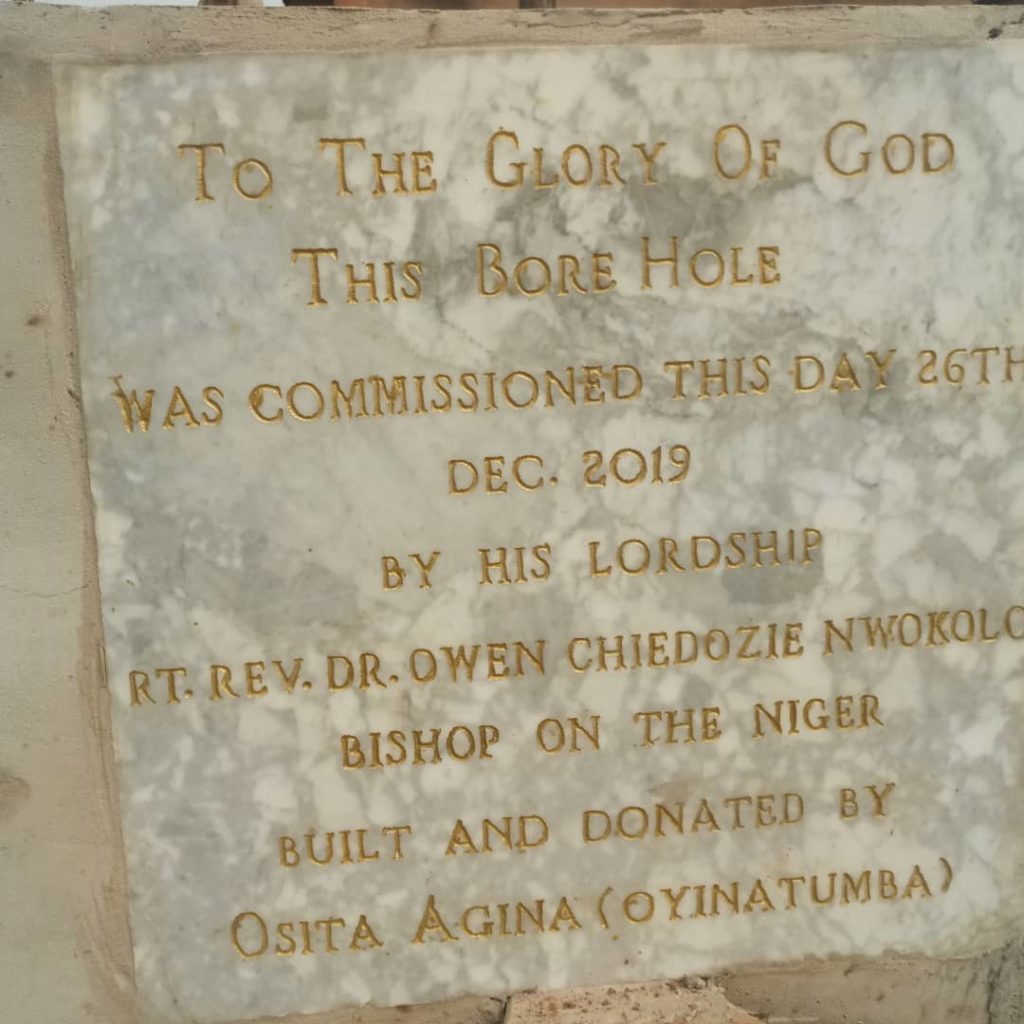 To The Glory Of God
This Bore Hole
WAS COMMISSIONED THIS DAY 26TH
DEC. 2019
BY HIS LORDSHIP
RT. REV. DR. OWEN CHIEDOZIE NWOKOLO
BISHOP ON THE NIGER
BUILT AND DONATED BY
OSITA AGINA (OYINATUMBA)